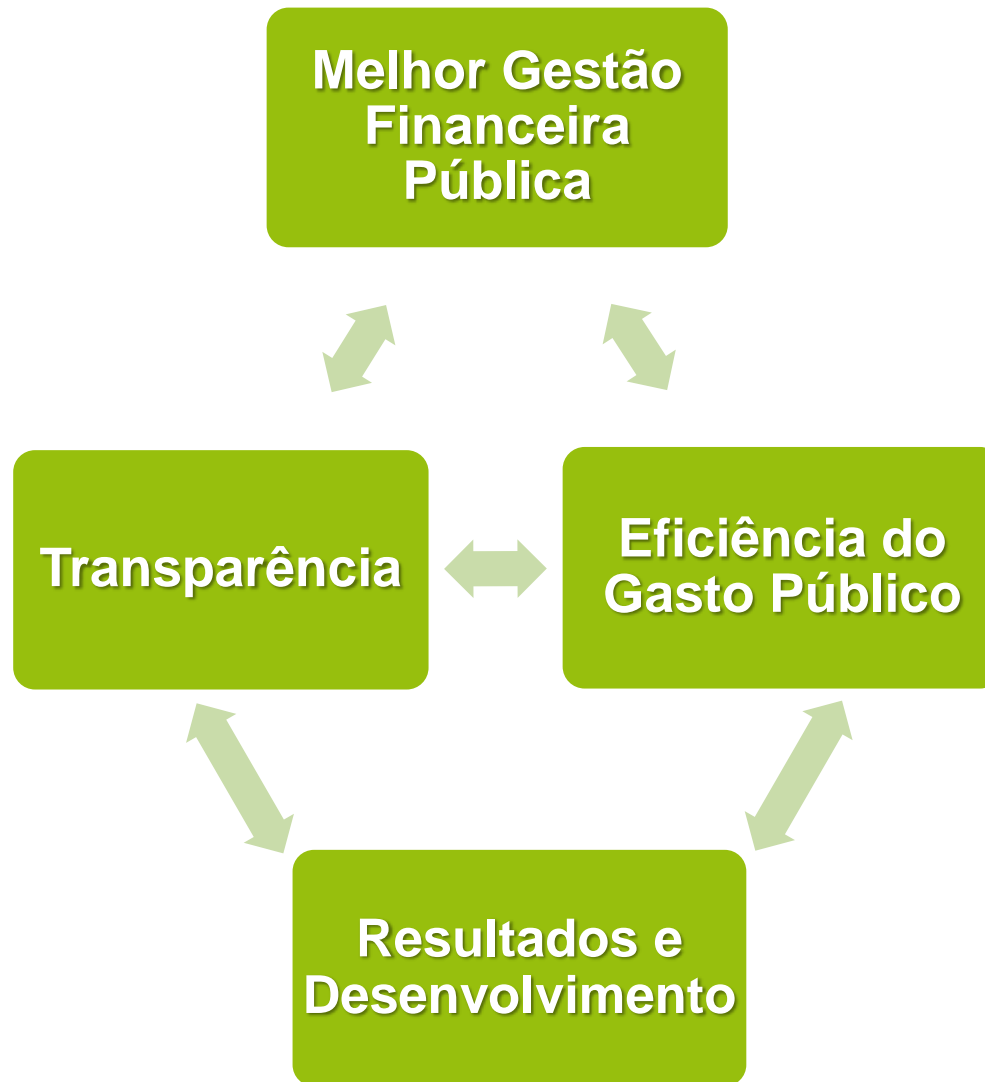 Melhor Gestão
Financeira
Pública
Transparência
Eficiência do
Gasto Público
Resultados e
Desenvolvimento